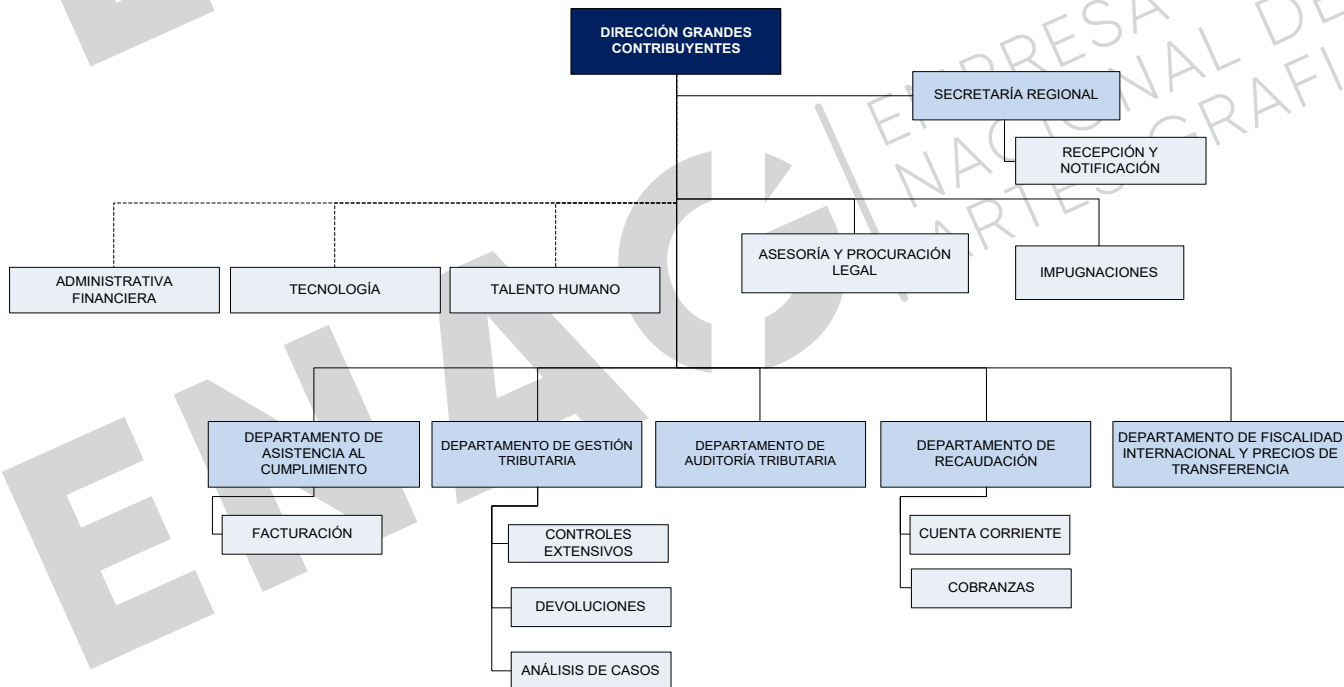 DIRECCIÓN GRANDES
CONTRIBUYENTES
SECRETARÍA REGIONAL
RECEPCIÓN Y
NOTIFICACIÓN
ADMINISTRATIVA
FINANCIERA
TECNOLOGÍA
TALENTO HUMANO
ASESORÍA Y PROCURACIÓN
LEGAL
IMPUGNACIONES
DEPARTAMENTO DE
ASISTENCIA AL
CUMPLIMIENTO
DEPARTAMENTO DE GESTIÓN
TRIBUTARIA
DEPARTAMENTO DE
AUDITORÍA TRIBUTARIA
DEPARTAMENTO DE
RECAUDACIÓN
DEPARTAMENTO DE FISCALIDAD
INTERNACIONAL Y PRECIOS DE
TRANSFERENCIA
FACTURACIÓN
CONTROLES
EXTENSIVOS
DEVOLUCIONES
ANÁLISIS DE CASOS
CUENTA CORRIENTE
COBRANZAS
ENAG
EMPRESA
NACIONAL DE
ARTES GRAFI